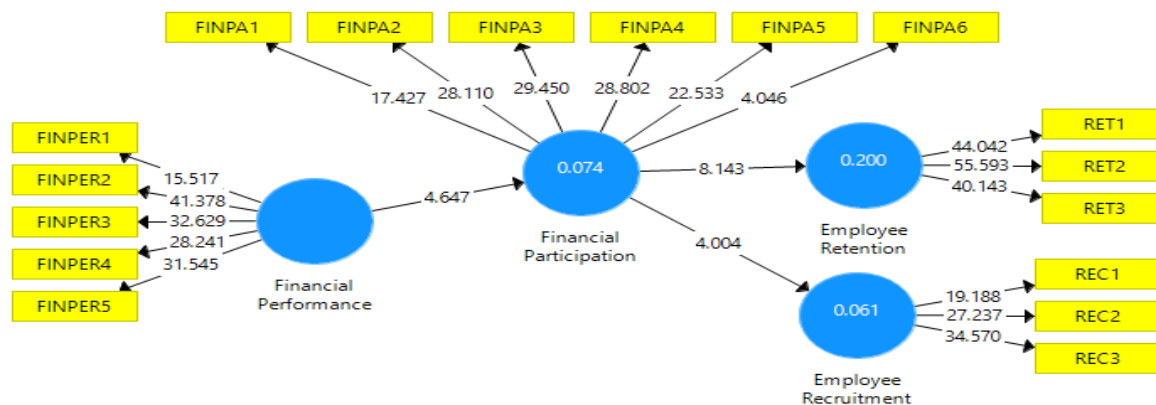 FINPA1
FINPA2
FINPA3
FINPA4
FINPA5
FINPA6
17.427
28.110
29.450
28.802
22.533
4.046
FINPER1
FINPER2
FINPER3
FINPER4
FINPER5
15.517
41.378
32.629
28.241
31.545
Financial
Performance
4.647
0.074
Financial
Participation
8.143
4.004
0.200
Employee
Retention
44.042
55.593
40.143
RET1
RET2
RET3
0.061
Employee
Recruitment
19.188
27.237
34.570
REC1
REC2
REC3